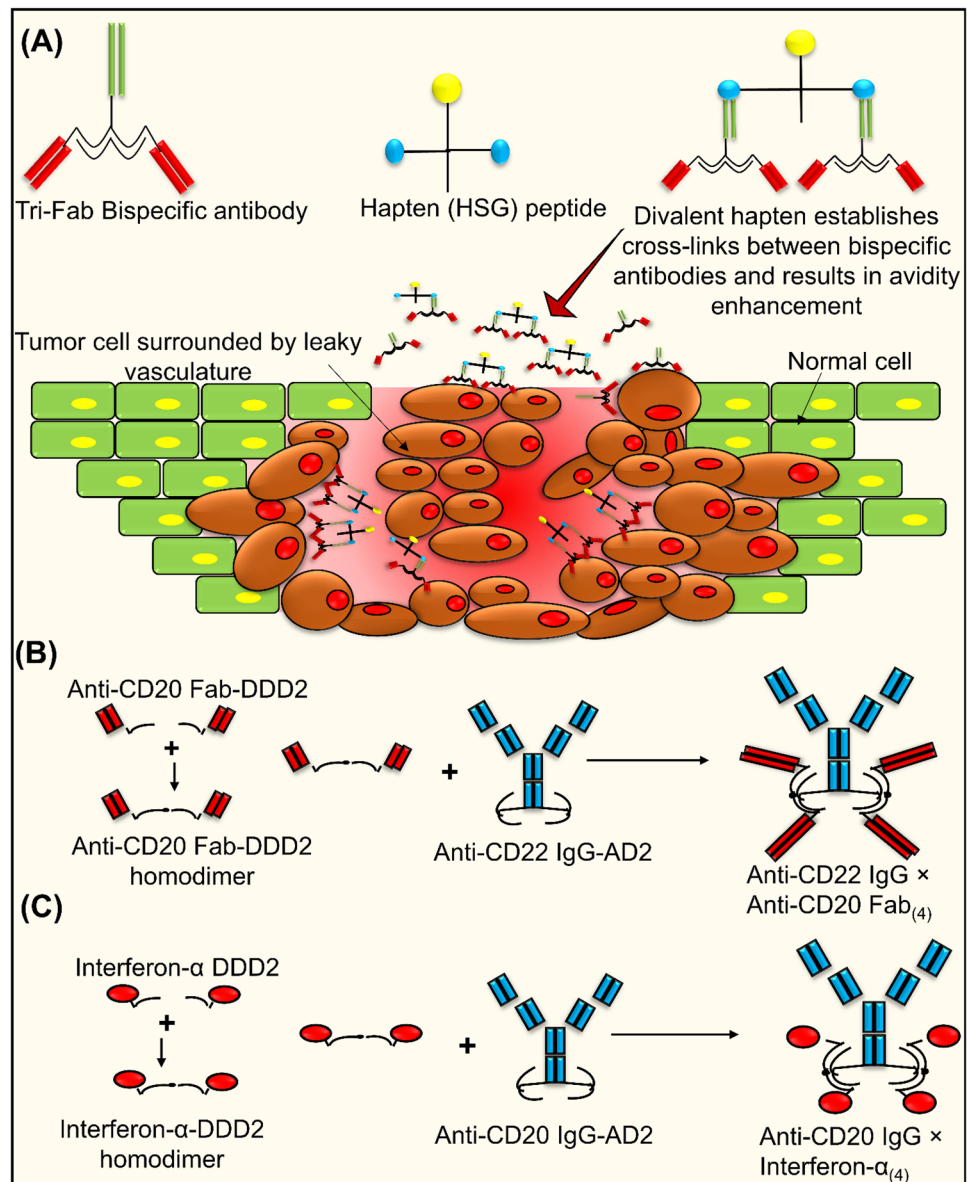 (A)
Tri-Fab Bispecific antibody
Hapten (HSG) peptide
Divalent hapten establishes
cross-links between bispecific
antibodies and results in avidity
enhancement
Tumor cell surrounded by leaky
vasculature
Normal cell
(B)
Anti-CD20 Fab-DDD2
+
Anti-CD20 Fab-DDD2
homodimer
+
Anti-CD22 IgG-AD2
Anti-CD22 IgG ×
Anti-CD20 Fab(4)
(C)
Interferon-α DDD2
+
Interferon-α-DDD2
homodimer
+
Anti-CD20 IgG-AD2
Anti-CD20 IgG ×
Interferon-α(4)